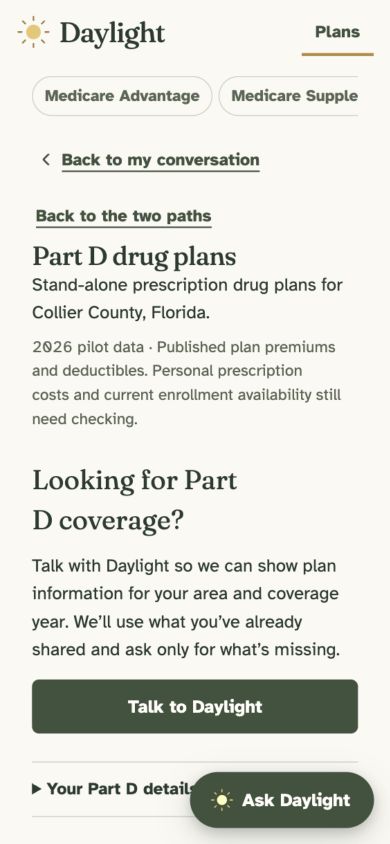 Daylight
Plans
Medicare Advantage
Medicare Supple
Back to my conversation
Back to the two paths
Part D drug plans
Stand-alone prescription drug plans for
Collier County, Florida.
2026 pilot data · Published plan premiums
and deductibles. Personal prescription
costs and current enrollment availability still
need checking.
Looking for Part
D coverage?
Talk with Daylight so we can show plan
information for your area and coverage
year. We’ll use what you’ve already
shared and ask only for what’s missing.
Talk to Daylight
Your Part D details
Ask Daylight